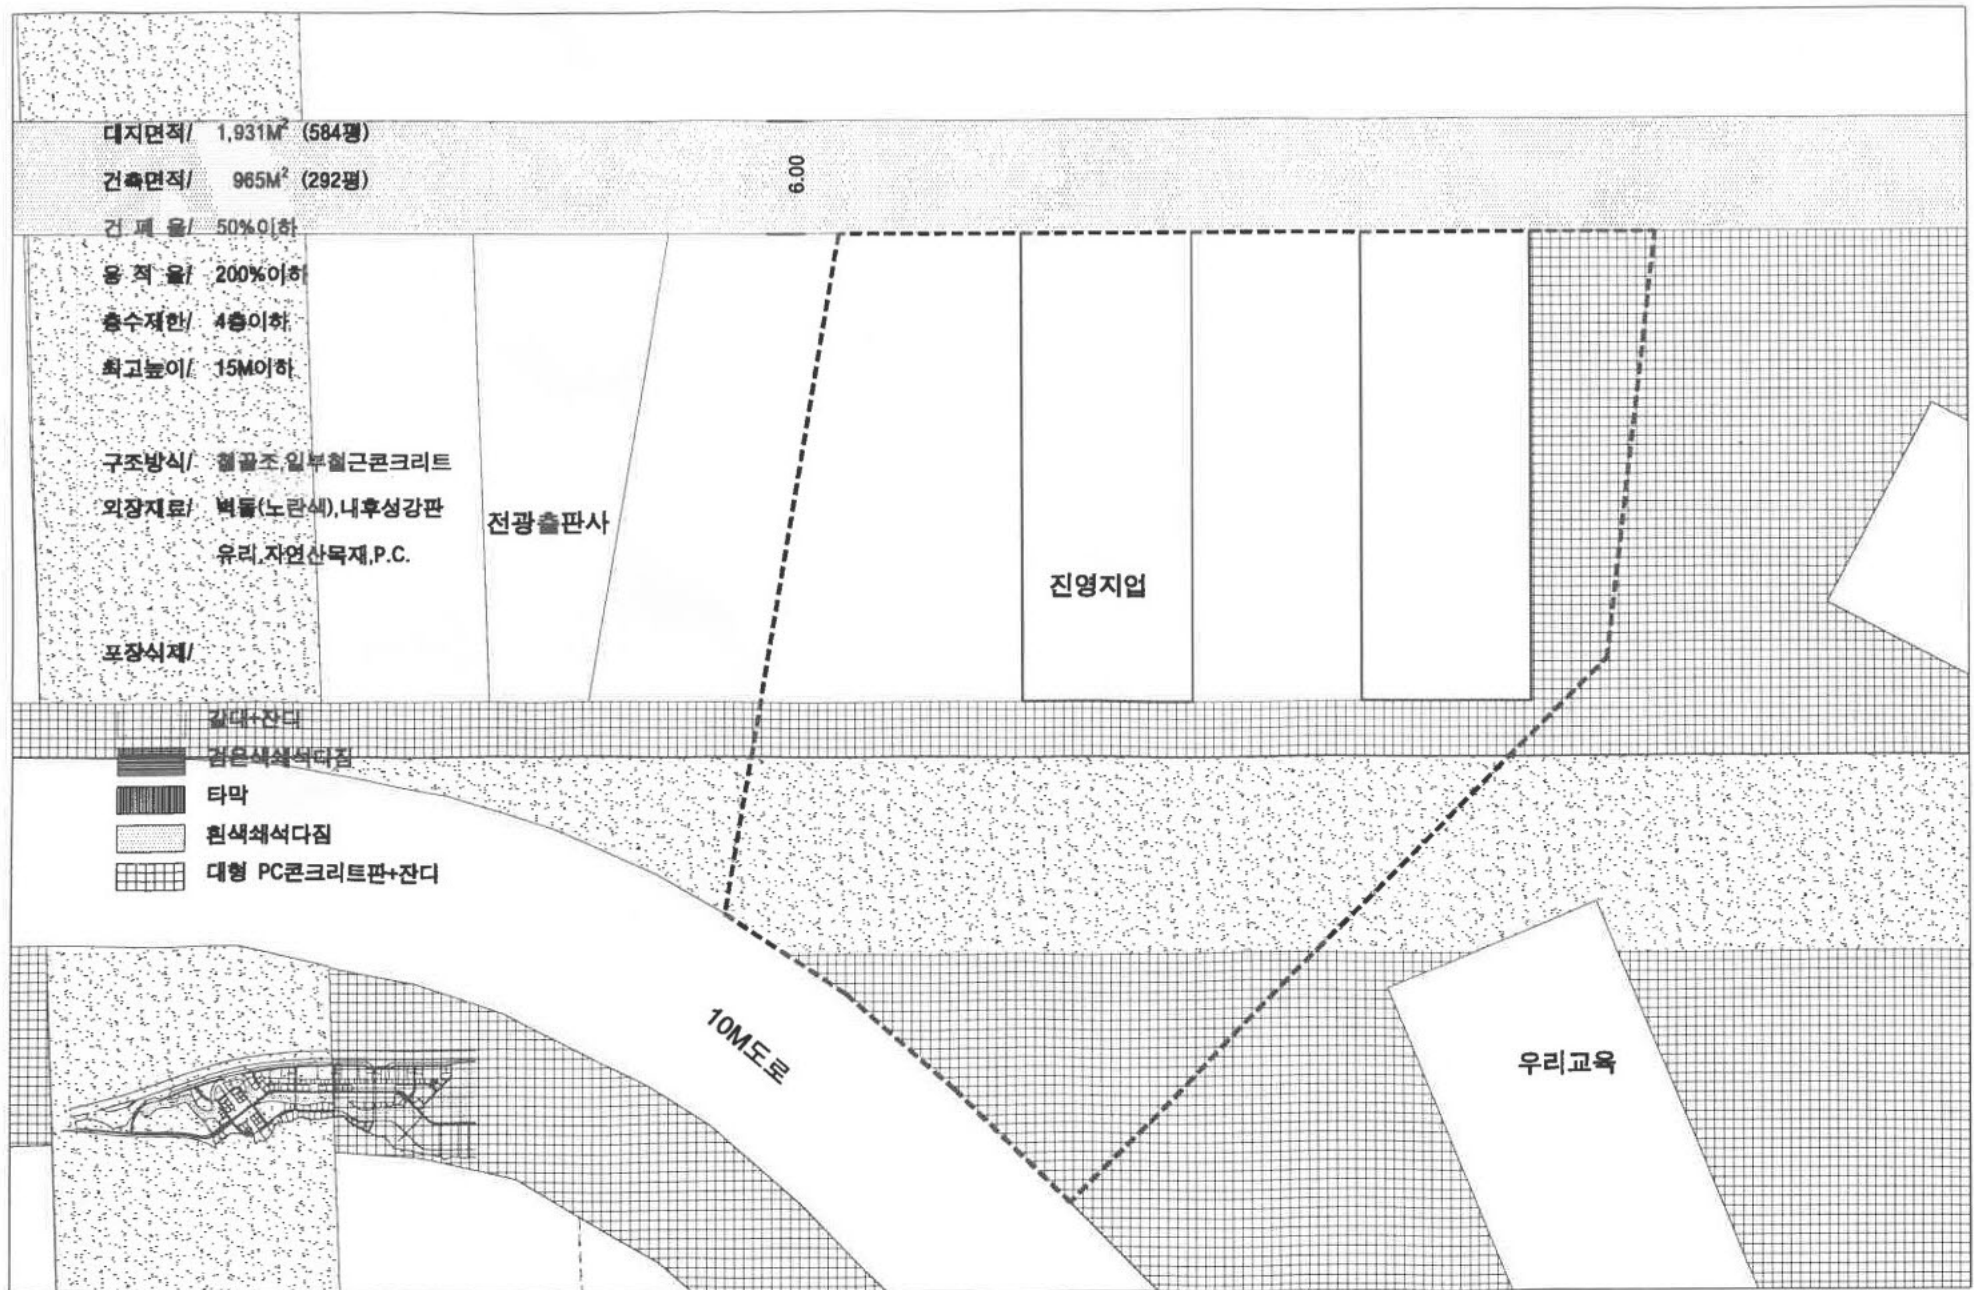 대지면적/ 1,931M² (584평)
건축면적/ 965M² (292평)
건 폐 율/ 50%이하
용 적 율/ 200%이하
층수제한/ 4층이하
최고높이/ 15M이하
구조방식/ 철골조,일부철근콘크리트
외장재료/ 벽돌(노란색),내후성강판
유리,자연산목재,P.C.
포장식재/
갈대+잔디
검은색쇄석다짐
타막
흰색쇄석다짐
대형 PC콘크리트판+잔디
6.00
전광출판사
진영지업
10M도로
우리교육